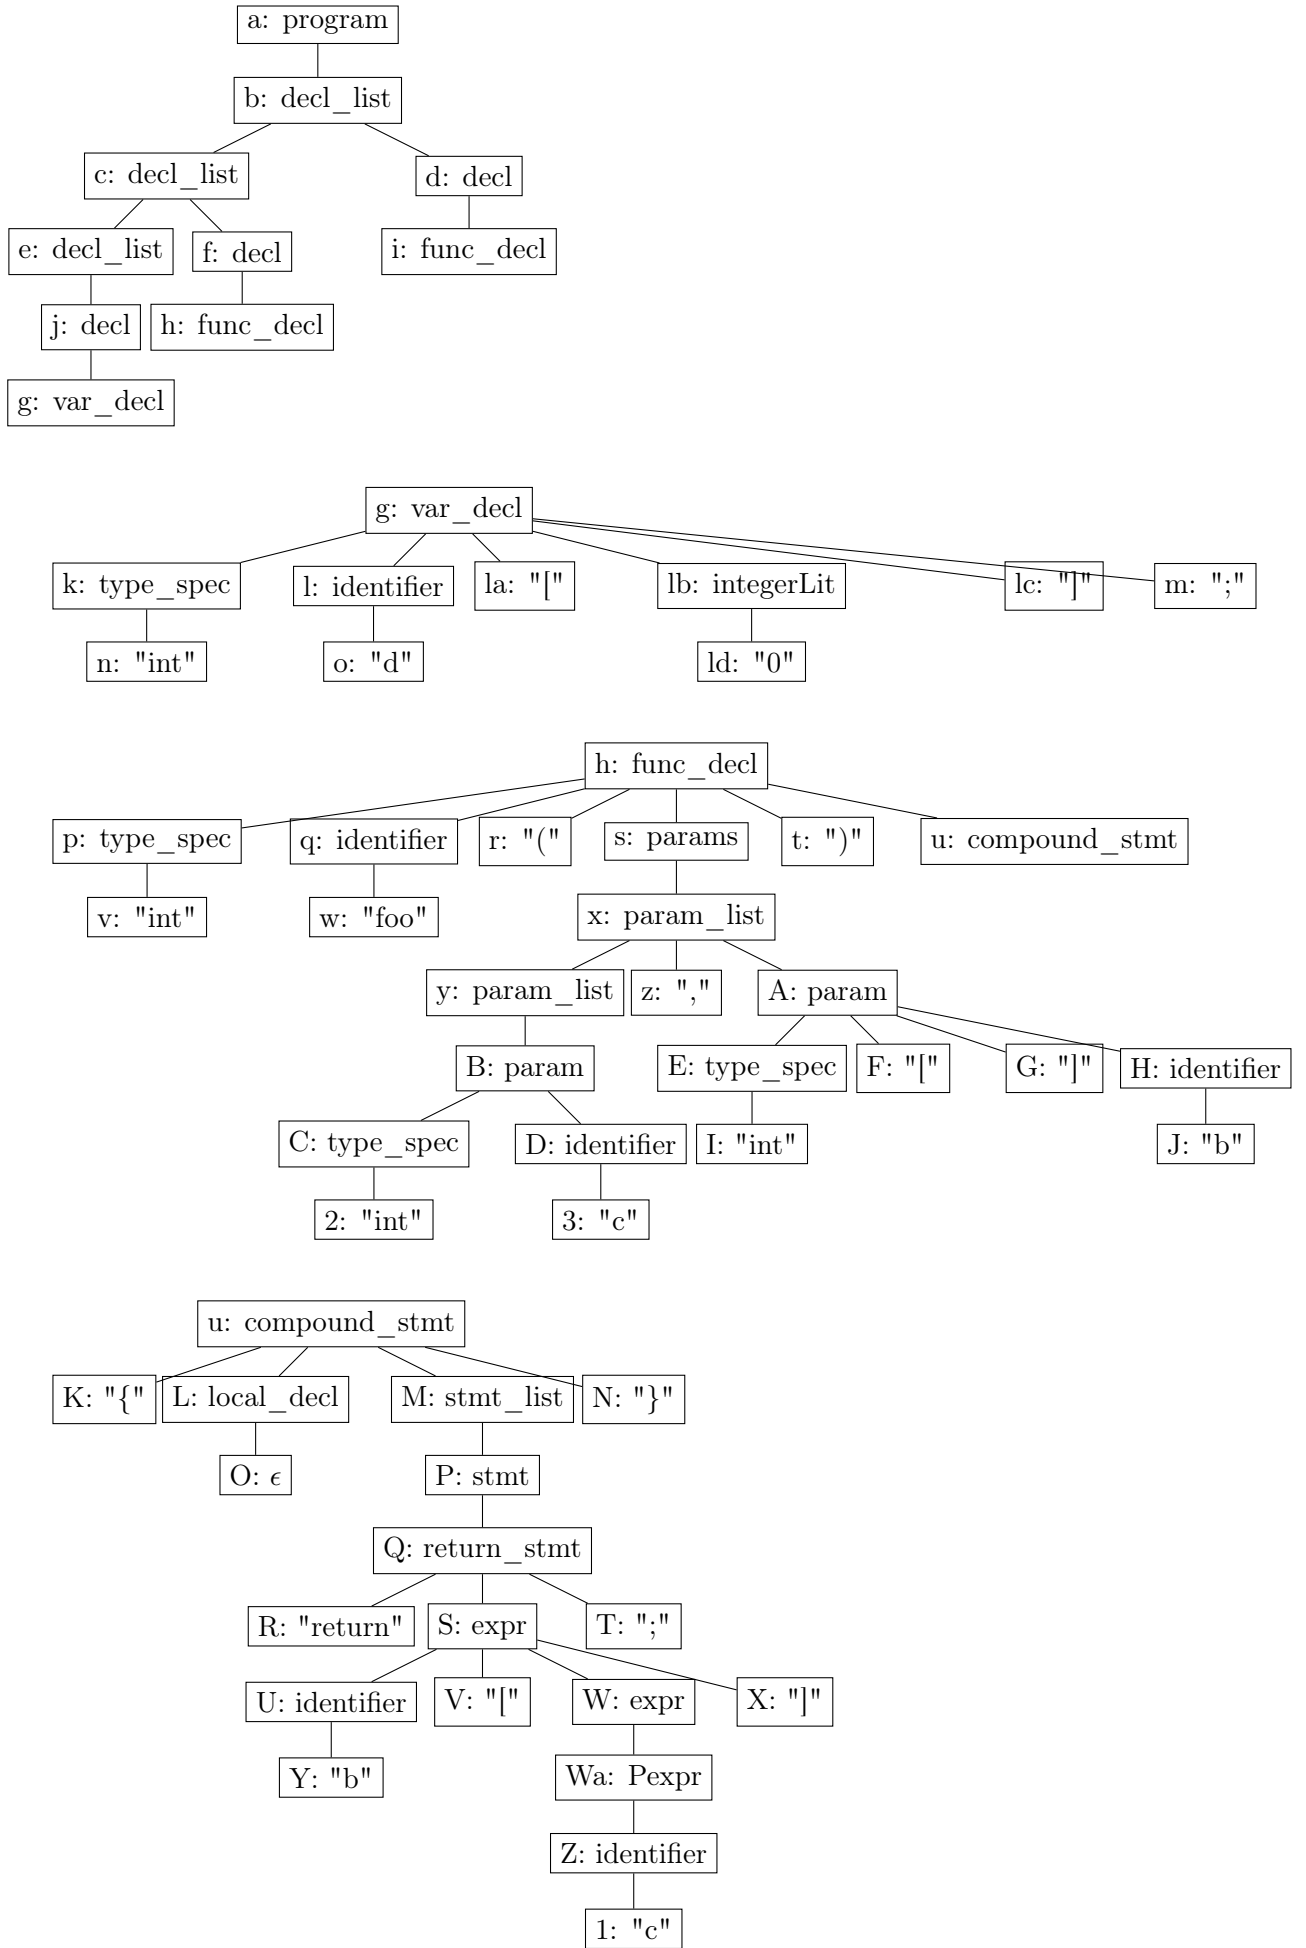 a: program
b: decl_list
c: decl_list
d: decl
e: decl_list
f: decl
i: func_decl
j: decl
h: func_decl
g: var_decl
g: var_decl
k: type_spec
l: identifier
la: "["
lb: integerLit
lc: "]"
m: ";"
n: "int"
o: "d"
ld: "0"
h: func_decl
p: type_spec
q: identifier
r: "("
s: params
t: ")"
u: compound_stmt
v: "int"
w: "foo"
x: param_list
y: param_list
z: ","
A: param
B: param
E: type_spec
F: "["
G: "]"
H: identifier
C: type_spec
D: identifier
I: "int"
J: "b"
2: "int"
3: "c"
u: compound_stmt
K: "{"
L: local_decl
M: stmt_list
N: "}"
O: ϵ
P: stmt
Q: return_stmt
R: "return"
S: expr
T: ";"
U: identifier
V: "["
W: expr
X: "]"
Y: "b"
Wa: Pexpr
Z: identifier
1: "c"